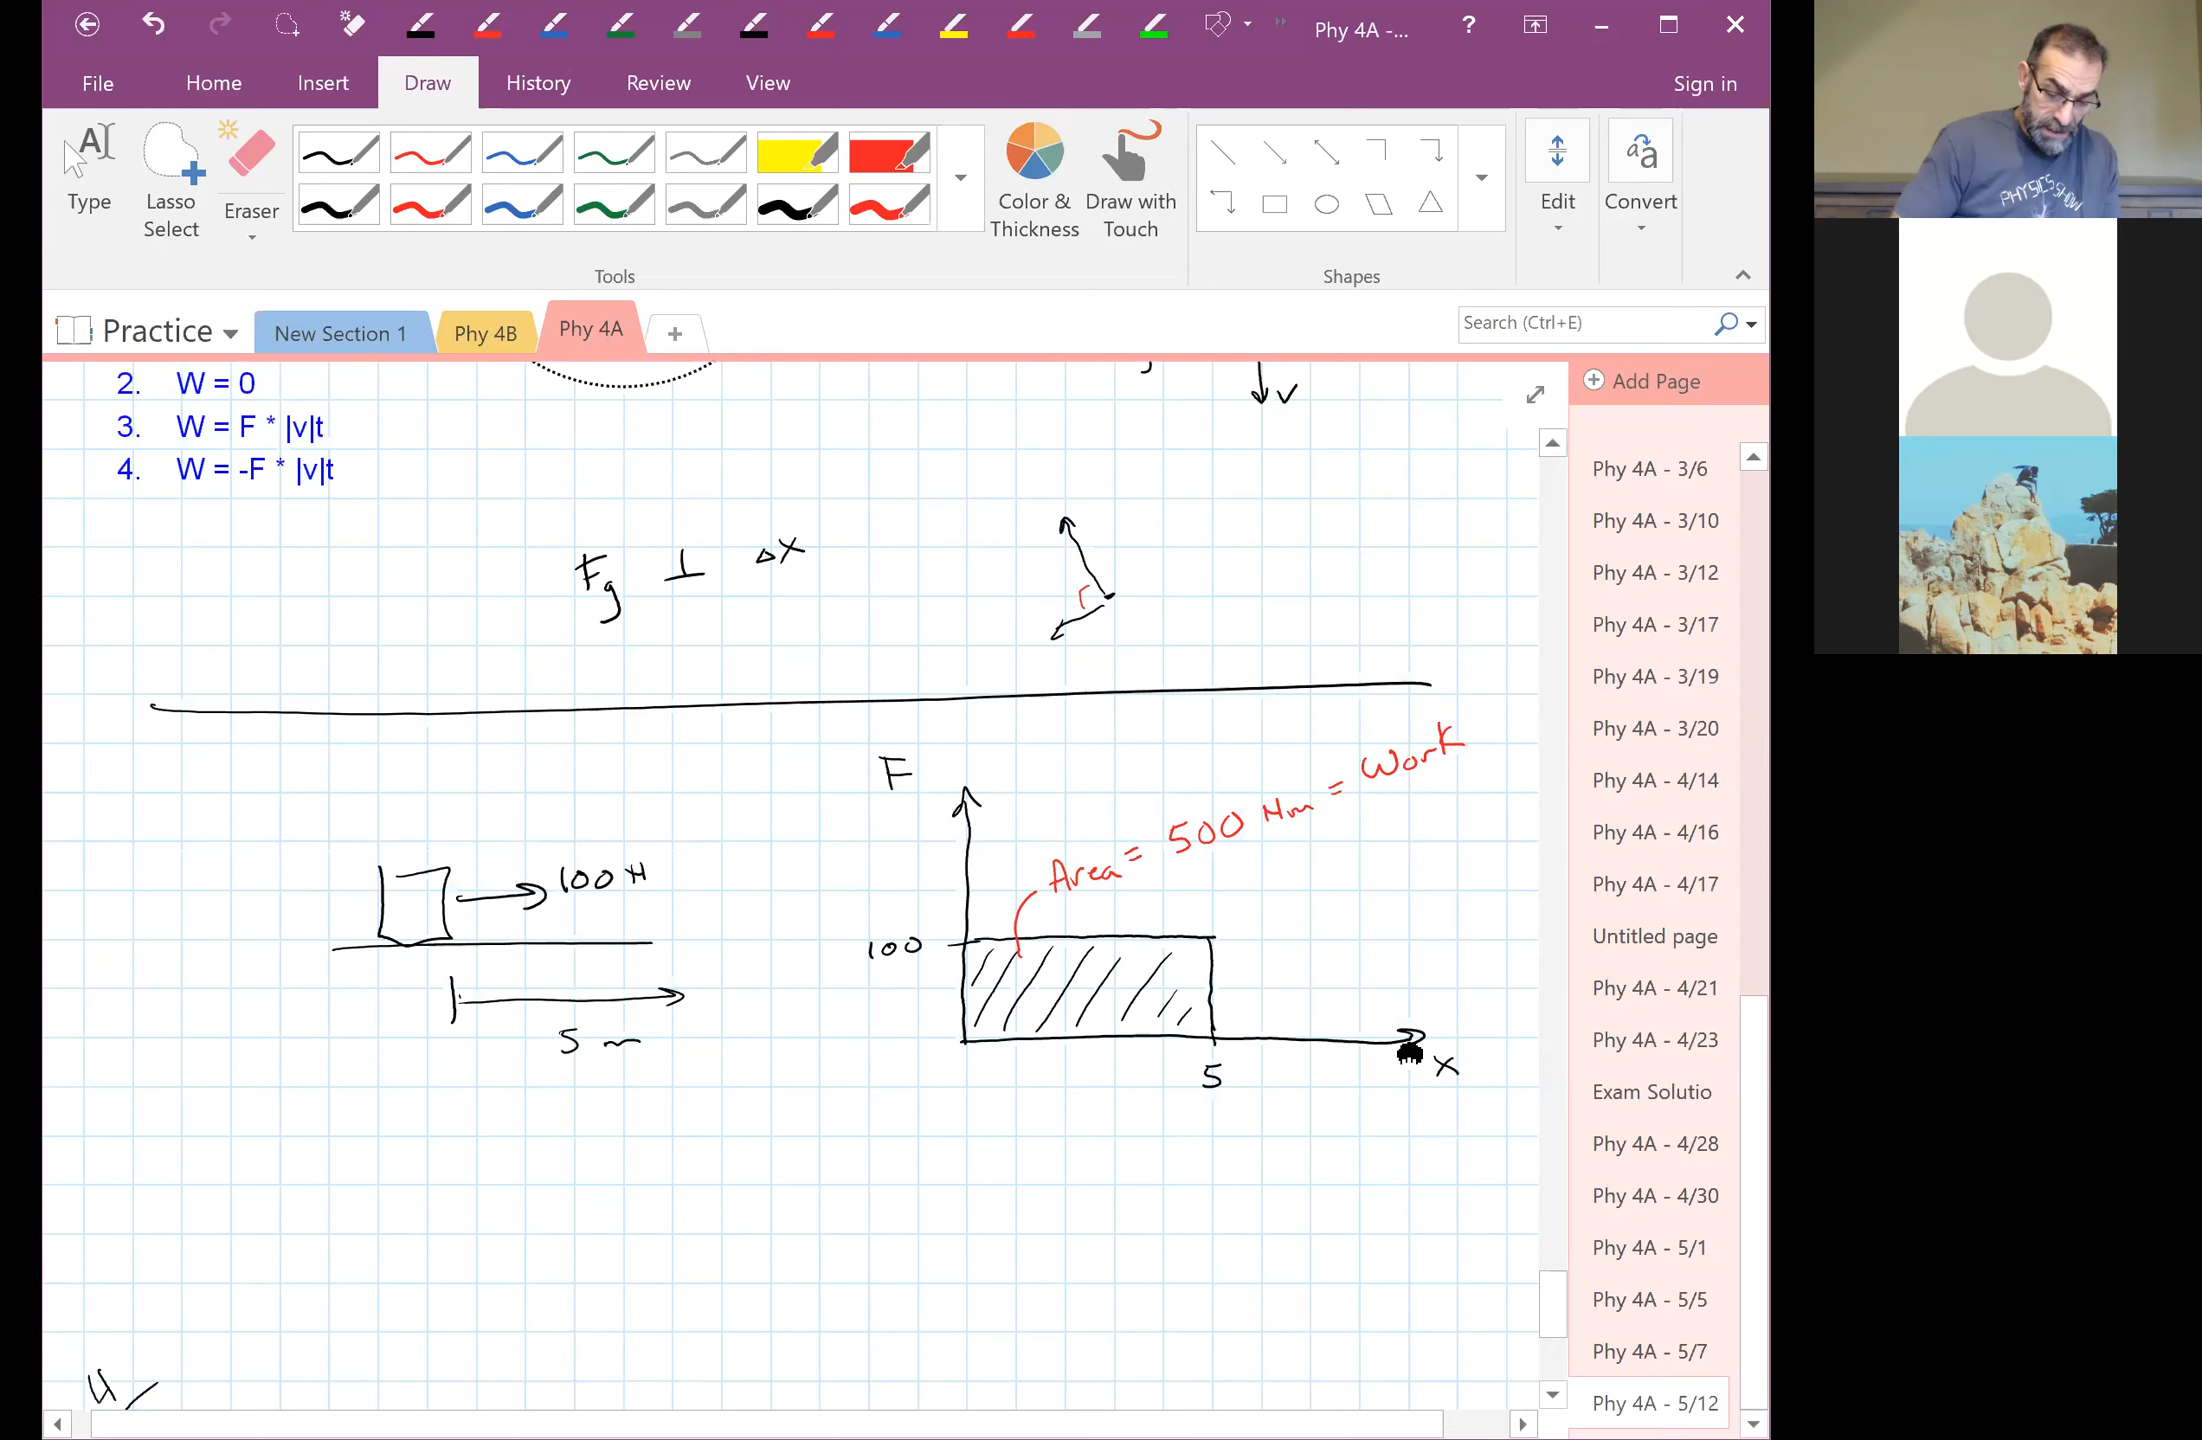 Phy 4A -...
?
File
Home
Insert
Draw
History
Review
View
Sign in
Type
Lasso Select
Eraser
Color & Thickness
Draw with Touch
Edit
Convert
Tools
Shapes
Practice
New Section 1
Phy 4B
Phy 4A
Search (Ctrl+E)
Add Page
2. W = 0
3. W = F * |v|t
4. W = -F * |v|t
v
Fg ⊥ ΔX
F
Area = 500 Nm = Work
100 N
5 m
100
5
X
Phy 4A - 3/6
Phy 4A - 3/10
Phy 4A - 3/12
Phy 4A - 3/17
Phy 4A - 3/19
Phy 4A - 3/20
Phy 4A - 4/14
Phy 4A - 4/16
Phy 4A - 4/17
Untitled page
Phy 4A - 4/21
Phy 4A - 4/23
Exam Solutio
Phy 4A - 4/28
Phy 4A - 4/30
Phy 4A - 5/1
Phy 4A - 5/5
Phy 4A - 5/7
Phy 4A - 5/12
PHYSICS SHOW